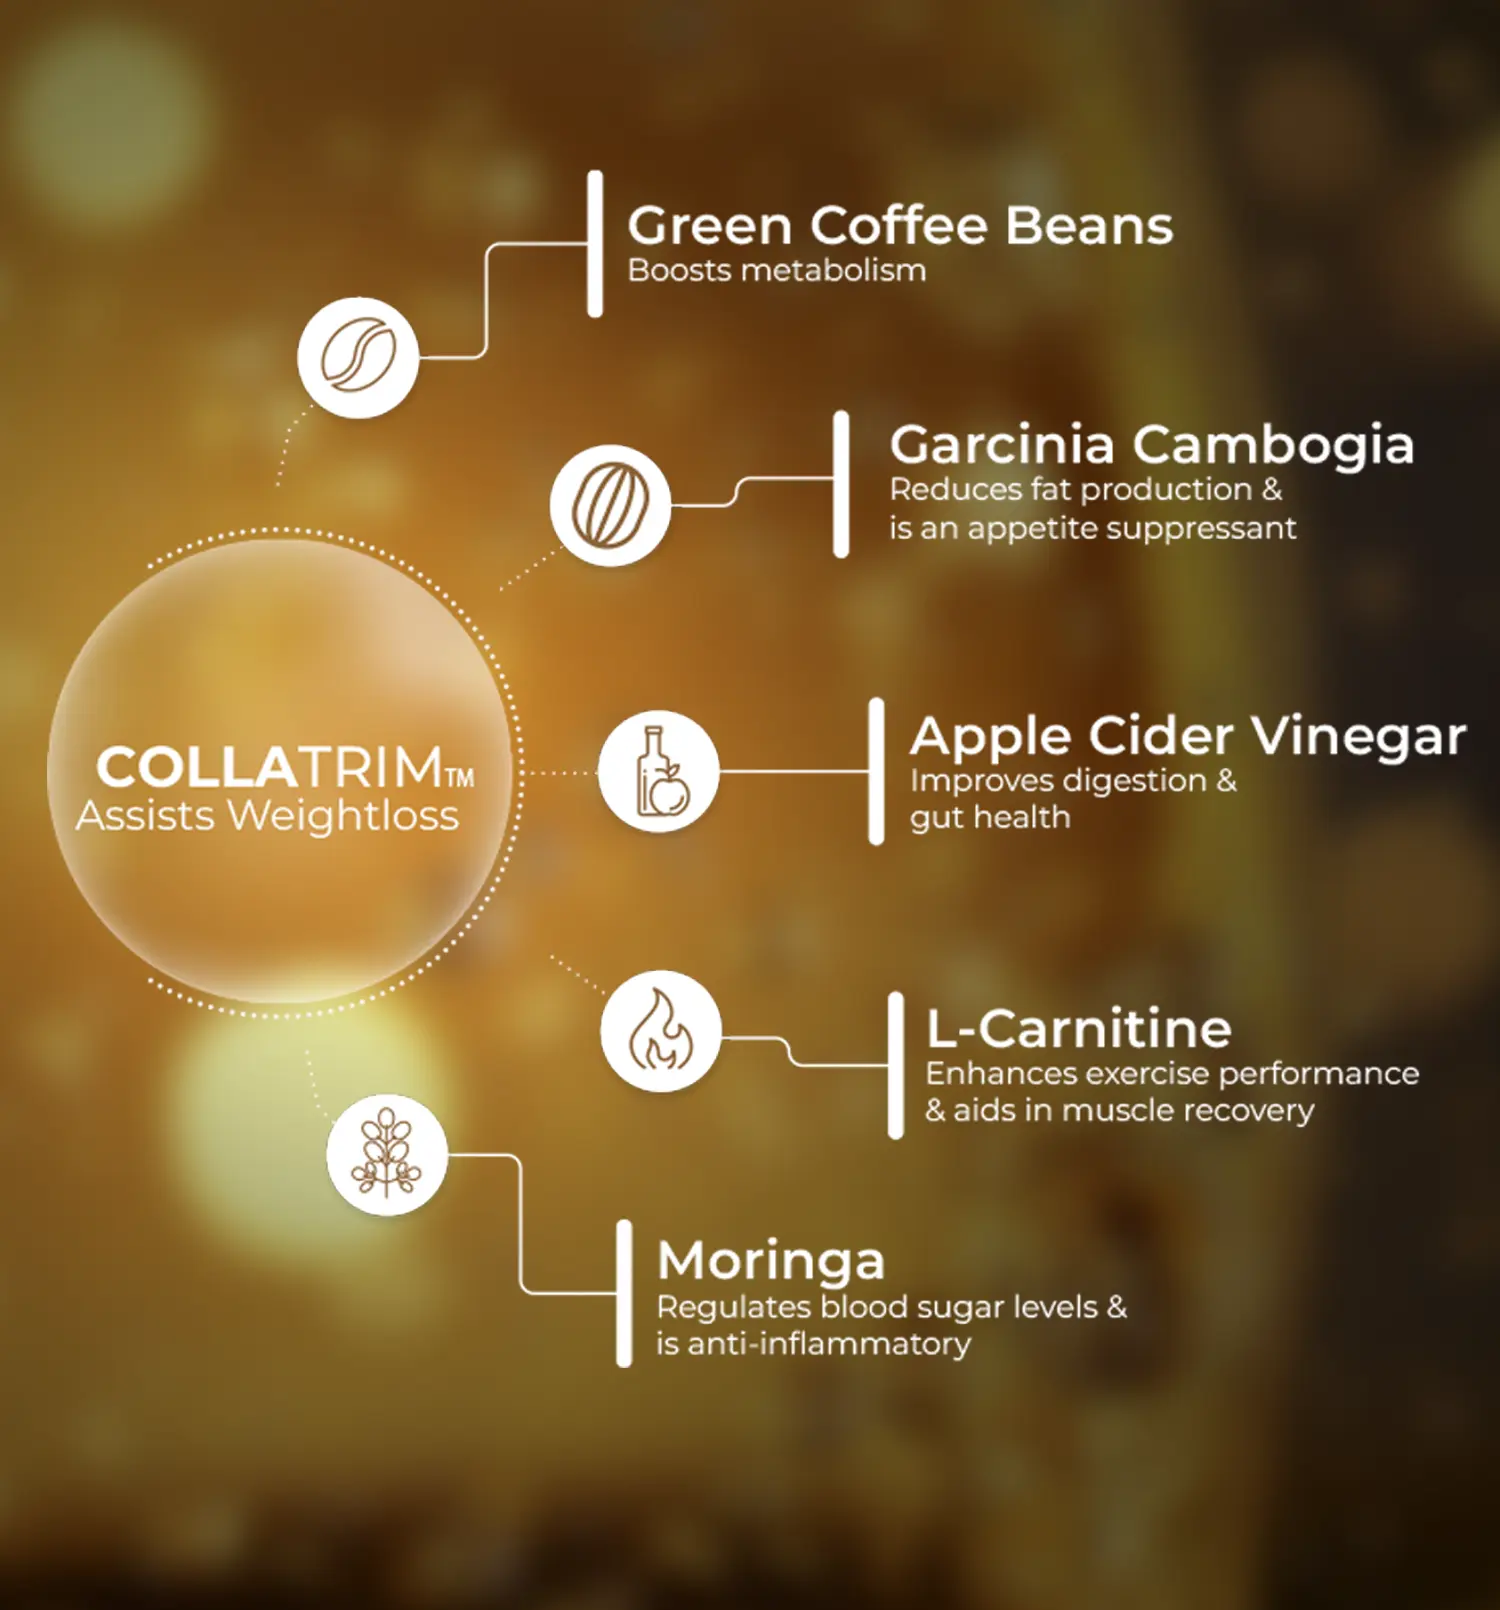 Green Coffee Beans
Boosts metabolism
Garcinia Cambogia
Reduces fat production &
is an appetite suppressant
COLLATRIM™
Assists Weightloss
Apple Cider Vinegar
Improves digestion &
gut health
L-Carnitine
Enhances exercise performance
& aids in muscle recovery
Moringa
Regulates blood sugar levels &
is anti-inflammatory